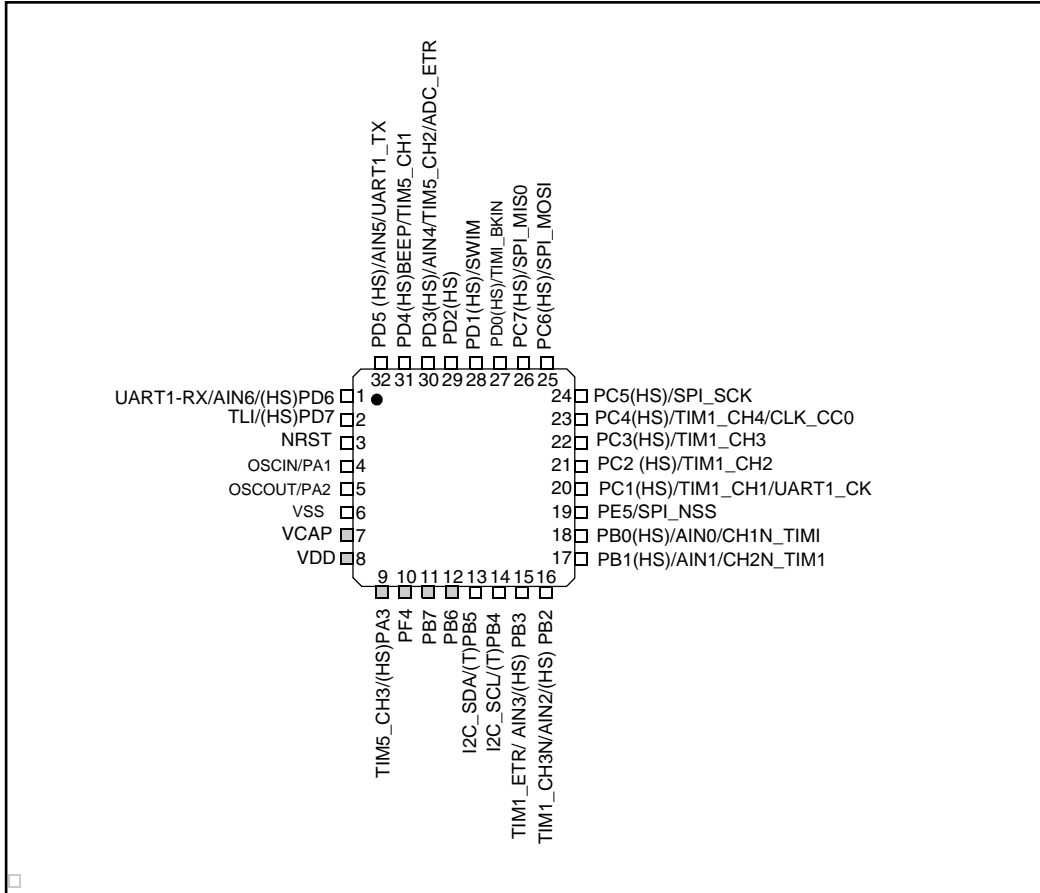 PD5 (HS)/AIN5/UART1_TX
PD4(HS)BEEP/TIM5_CH1
PD3(HS)/AIN4/TIM5_CH2/ADC_ETR
PD2(HS)
PD1(HS)/SWIM
PD0(HS)/TIMI_BKIN
PC7(HS)/SPI_MIS0
PC6(HS)/SPI_MOSI
32 31 30 29 28 27 26 25
UART1-RX/AIN6/(HS)PD6 1
TLI/(HS)PD7 2
NRST 3
OSCIN/PA1 4
OSCOUT/PA2 5
VSS 6
VCAP 7
VDD 8
24 PC5(HS)/SPI_SCK
23 PC4(HS)/TIM1_CH4/CLK_CC0
22 PC3(HS)/TIM1_CH3
21 PC2 (HS)/TIM1_CH2
20 PC1(HS)/TIM1_CH1/UART1_CK
19 PE5/SPI_NSS
18 PB0(HS)/AIN0/CH1N_TIMI
17 PB1(HS)/AIN1/CH2N_TIM1
9 10 11 12 13 14 15 16
TIM5_CH3/(HS)PA3
PF4
PB7
PB6
I2C_SDA/(T)PB5
I2C_SCL/(T)PB4
TIM1_ETR/ AIN3/(HS) PB3
TIM1_CH3N/AIN2/(HS) PB2